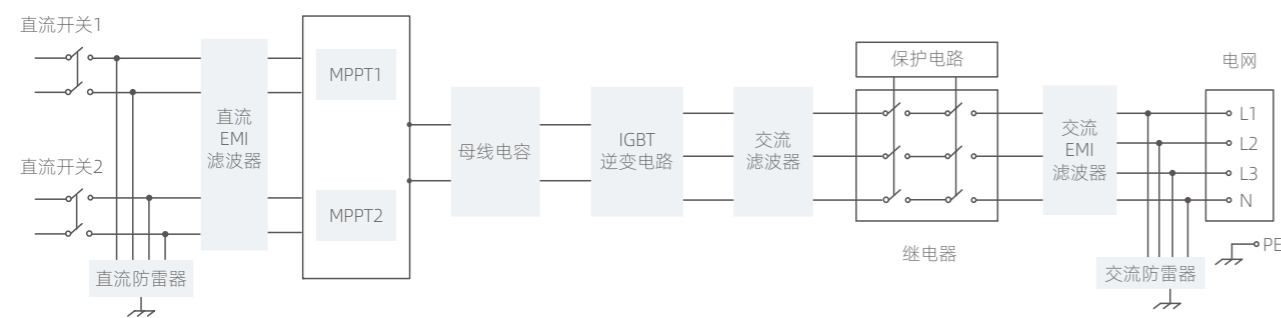 直流开关1
直流开关2
直流
EMI
滤波器
直流防雷器
MPPT1
MPPT2
母线电容
IGBT
逆变电路
交流
滤波器
保护电路
继电器
交流
EMI
滤波器
交流防雷器
电网
L1
L2
L3
N
PE